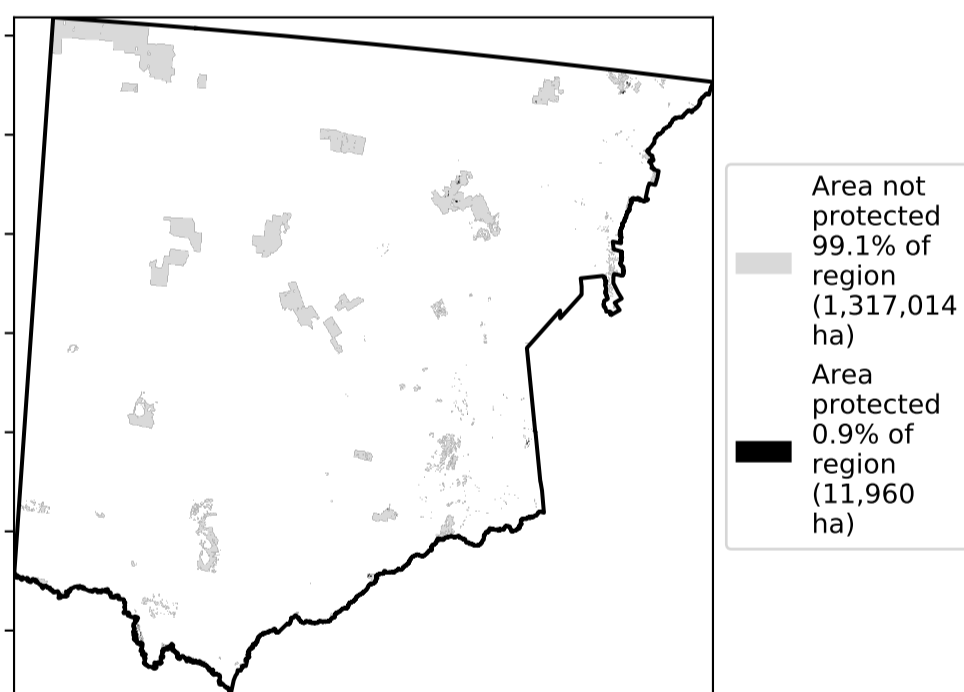 Area not
protected
99.1% of
region
(1,317,014
ha)
Area
protected
0.9% of
region
(11,960
ha)